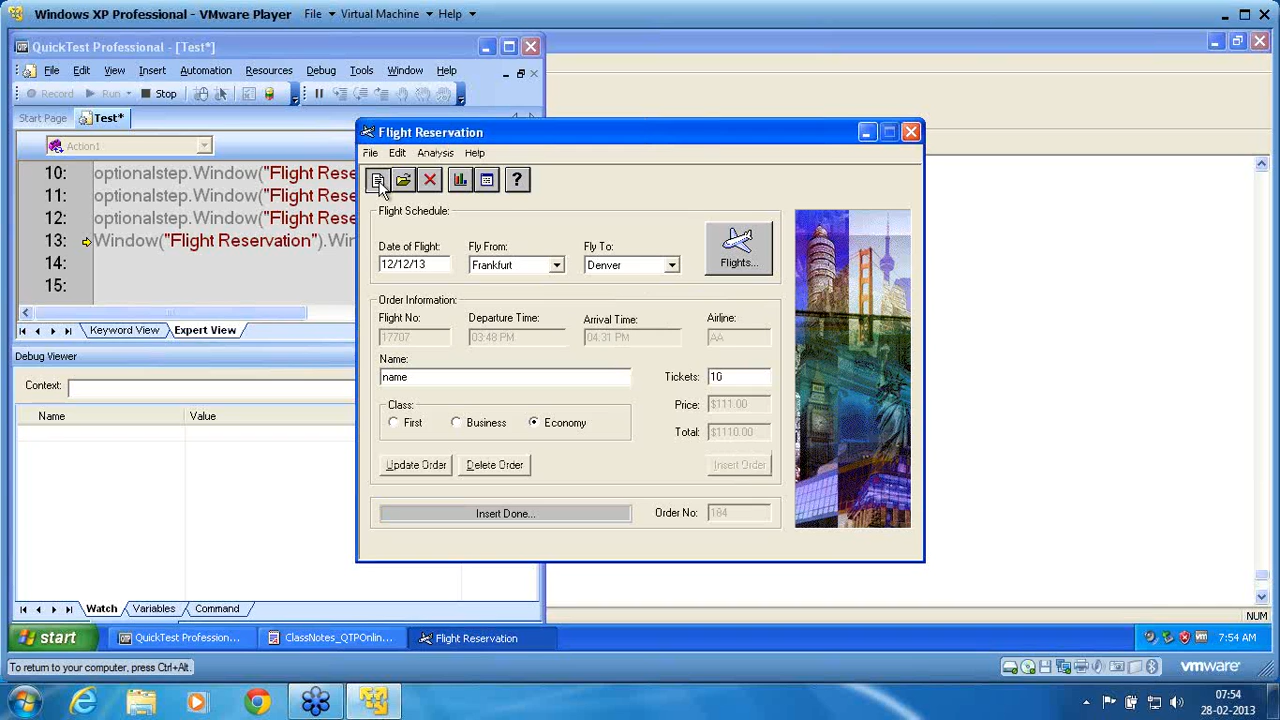 Windows XP Professional - VMware Player
File
Virtual Machine
Help
QuickTest Professional - [Test*]
File Edit View Insert Automation Resources Debug Tools Window Help
Record Run Stop
Start Page Test*
Action1
10: optionalstep.Window("Flight Rese
11: optionalstep.Window("Flight Rese
12: optionalstep.Window("Flight Rese
13: Window("Flight Reservation").Win
14:
15:
Keyword View Expert View
Debug Viewer
Context:
Name Value
Watch Variables Command
Flight Reservation
File Edit Analysis Help
?
Flight Schedule:
Date of Flight: Fly From: Fly To:
12/12/13 Frankfurt Denver
Flights...
Order Information:
Flight No: Departure Time: Arrival Time: Airline:
17707 03:48 PM 04:31 PM AA
Name:
name
Tickets: 10
Class:
First Business Economy
Price: $111.00
Total: $1110.00
Update Order Delete Order Insert Order
Insert Done...
Order No: 184
NUM
start
QuickTest Profession...
ClassNotes_QTPOnlin...
Flight Reservation
7:54 AM
To return to your computer, press Ctrl+Alt.
vmware
07:54
28-02-2013